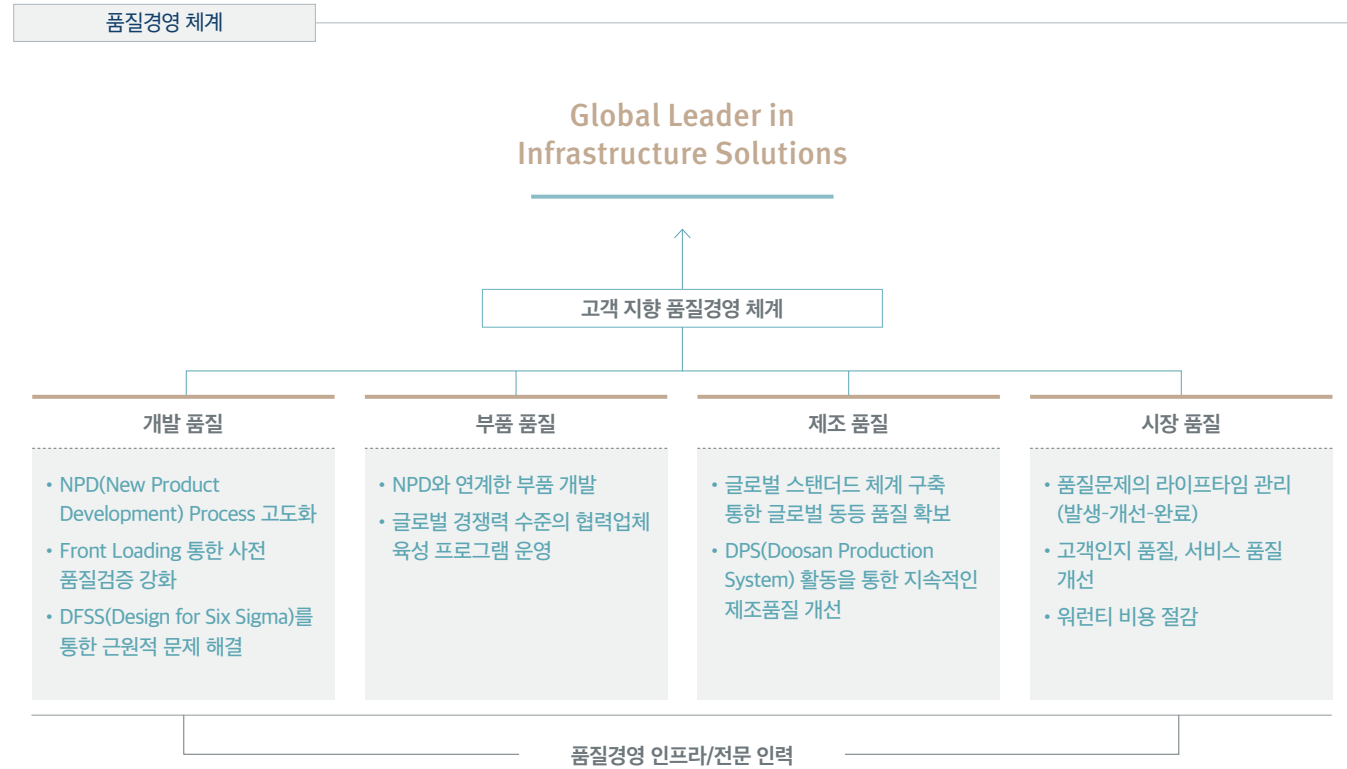 품질경영 체계
Global Leader in
Infrastructure Solutions
고객 지향 품질경영 체계
개발 품질
• NPD(New Product
Development) Process 고도화
• Front Loading 통한 사전
품질검증 강화
• DFSS(Design for Six Sigma)를
통한 근원적 문제 해결
부품 품질
• NPD와 연계한 부품 개발
• 글로벌 경쟁력 수준의 협력업체
육성 프로그램 운영
제조 품질
• 글로벌 스탠더드 체계 구축
통한 글로벌 동등 품질 확보
• DPS(Doosan Production
System) 활동을 통한 지속적인
제조품질 개선
시장 품질
• 품질문제의 라이프타임 관리
(발생-개선-완료)
• 고객인지 품질, 서비스 품질
개선
• 워런티 비용 절감
품질경영 인프라/전문 인력